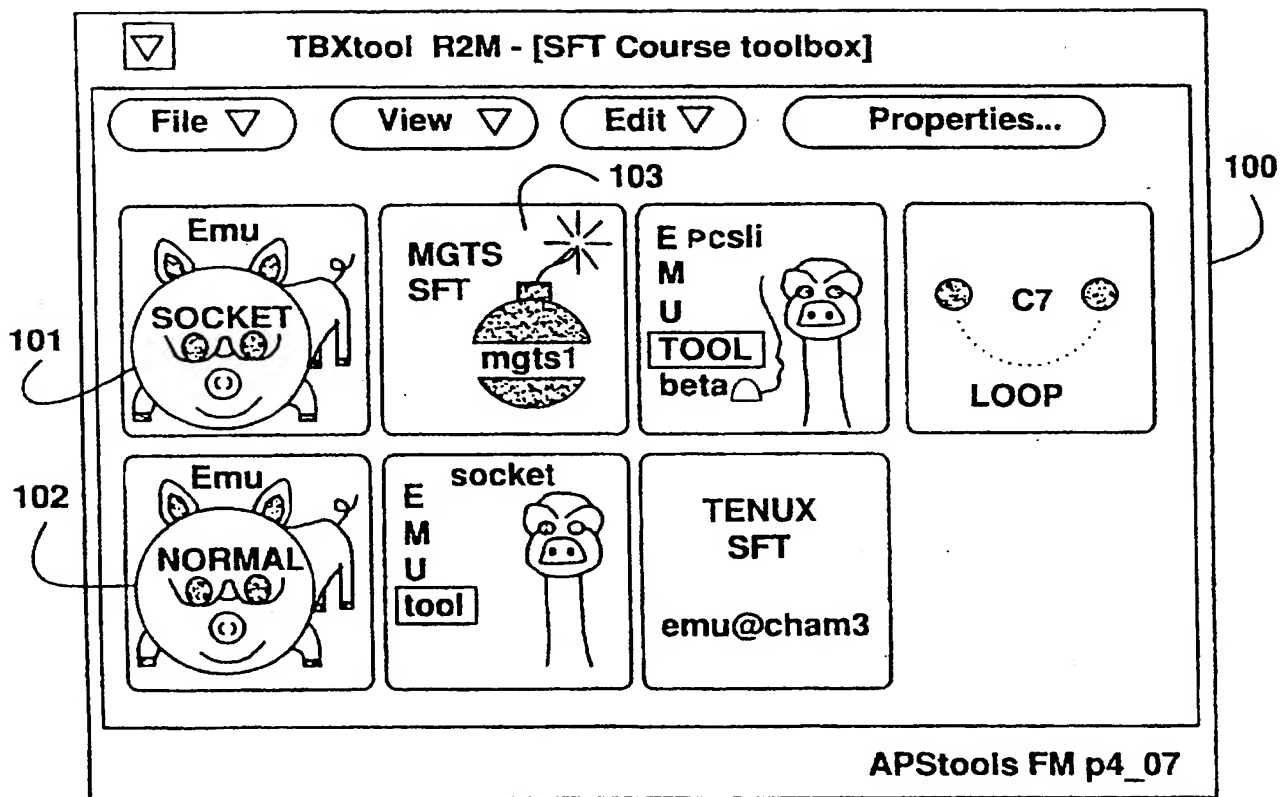 TBXtool R2M - [SFT Course toolbox]
File View Edit Properties...
103
100
Emu
SOCKET
MGTS
SFT
mgts1
E pcsli
M
U
TOOL
beta
C7
LOOP
101
Emu
NORMAL
socket
E
M
U
tool
TENUX
SFT
emu@cham3
102
APStools FM p4_07